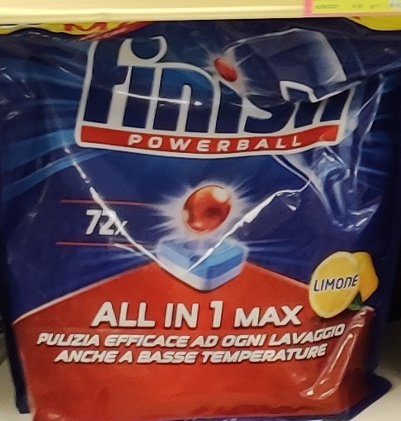 finish
POWERBALL
72x
LIMONE
ALL IN 1 MAX
PULIZIA EFFICACE AD OGNI LAVAGGIO
ANCHE A BASSE TEMPERATURE